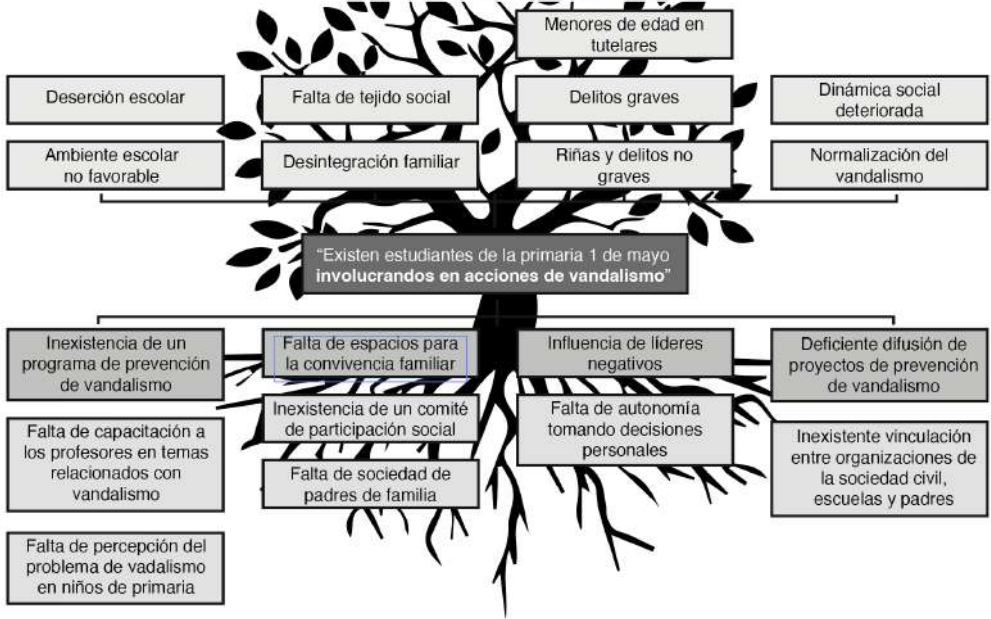 Menores de edad en
tutelares
Deserción escolar
Falta de tejido social
Delitos graves
Dinámica social
deteriorada
Ambiente escolar
no favorable
Desintegración familiar
Riñas y delitos no
graves
Normalización del
vandalismo
“Existen estudiantes de la primaria 1 de mayo
involucrandos en acciones de vandalismo”
Inexistencia de un
programa de prevención
de vandalismo
Falta de espacios para
la convivencia familiar
Influencia de líderes
negativos
Deficiente difusión de
proyectos de prevención
de vandalismo
Falta de capacitación a
los profesores en temas
relacionados con
vandalismo
Inexistencia de un comité
de participación social
Falta de autonomía
tomando decisiones
personales
Inexistente vinculación
entre organizaciones de
la sociedad civil,
escuelas y padres
Falta de sociedad de
padres de familia
Falta de percepción del
problema de vadalismo
en niños de primaria